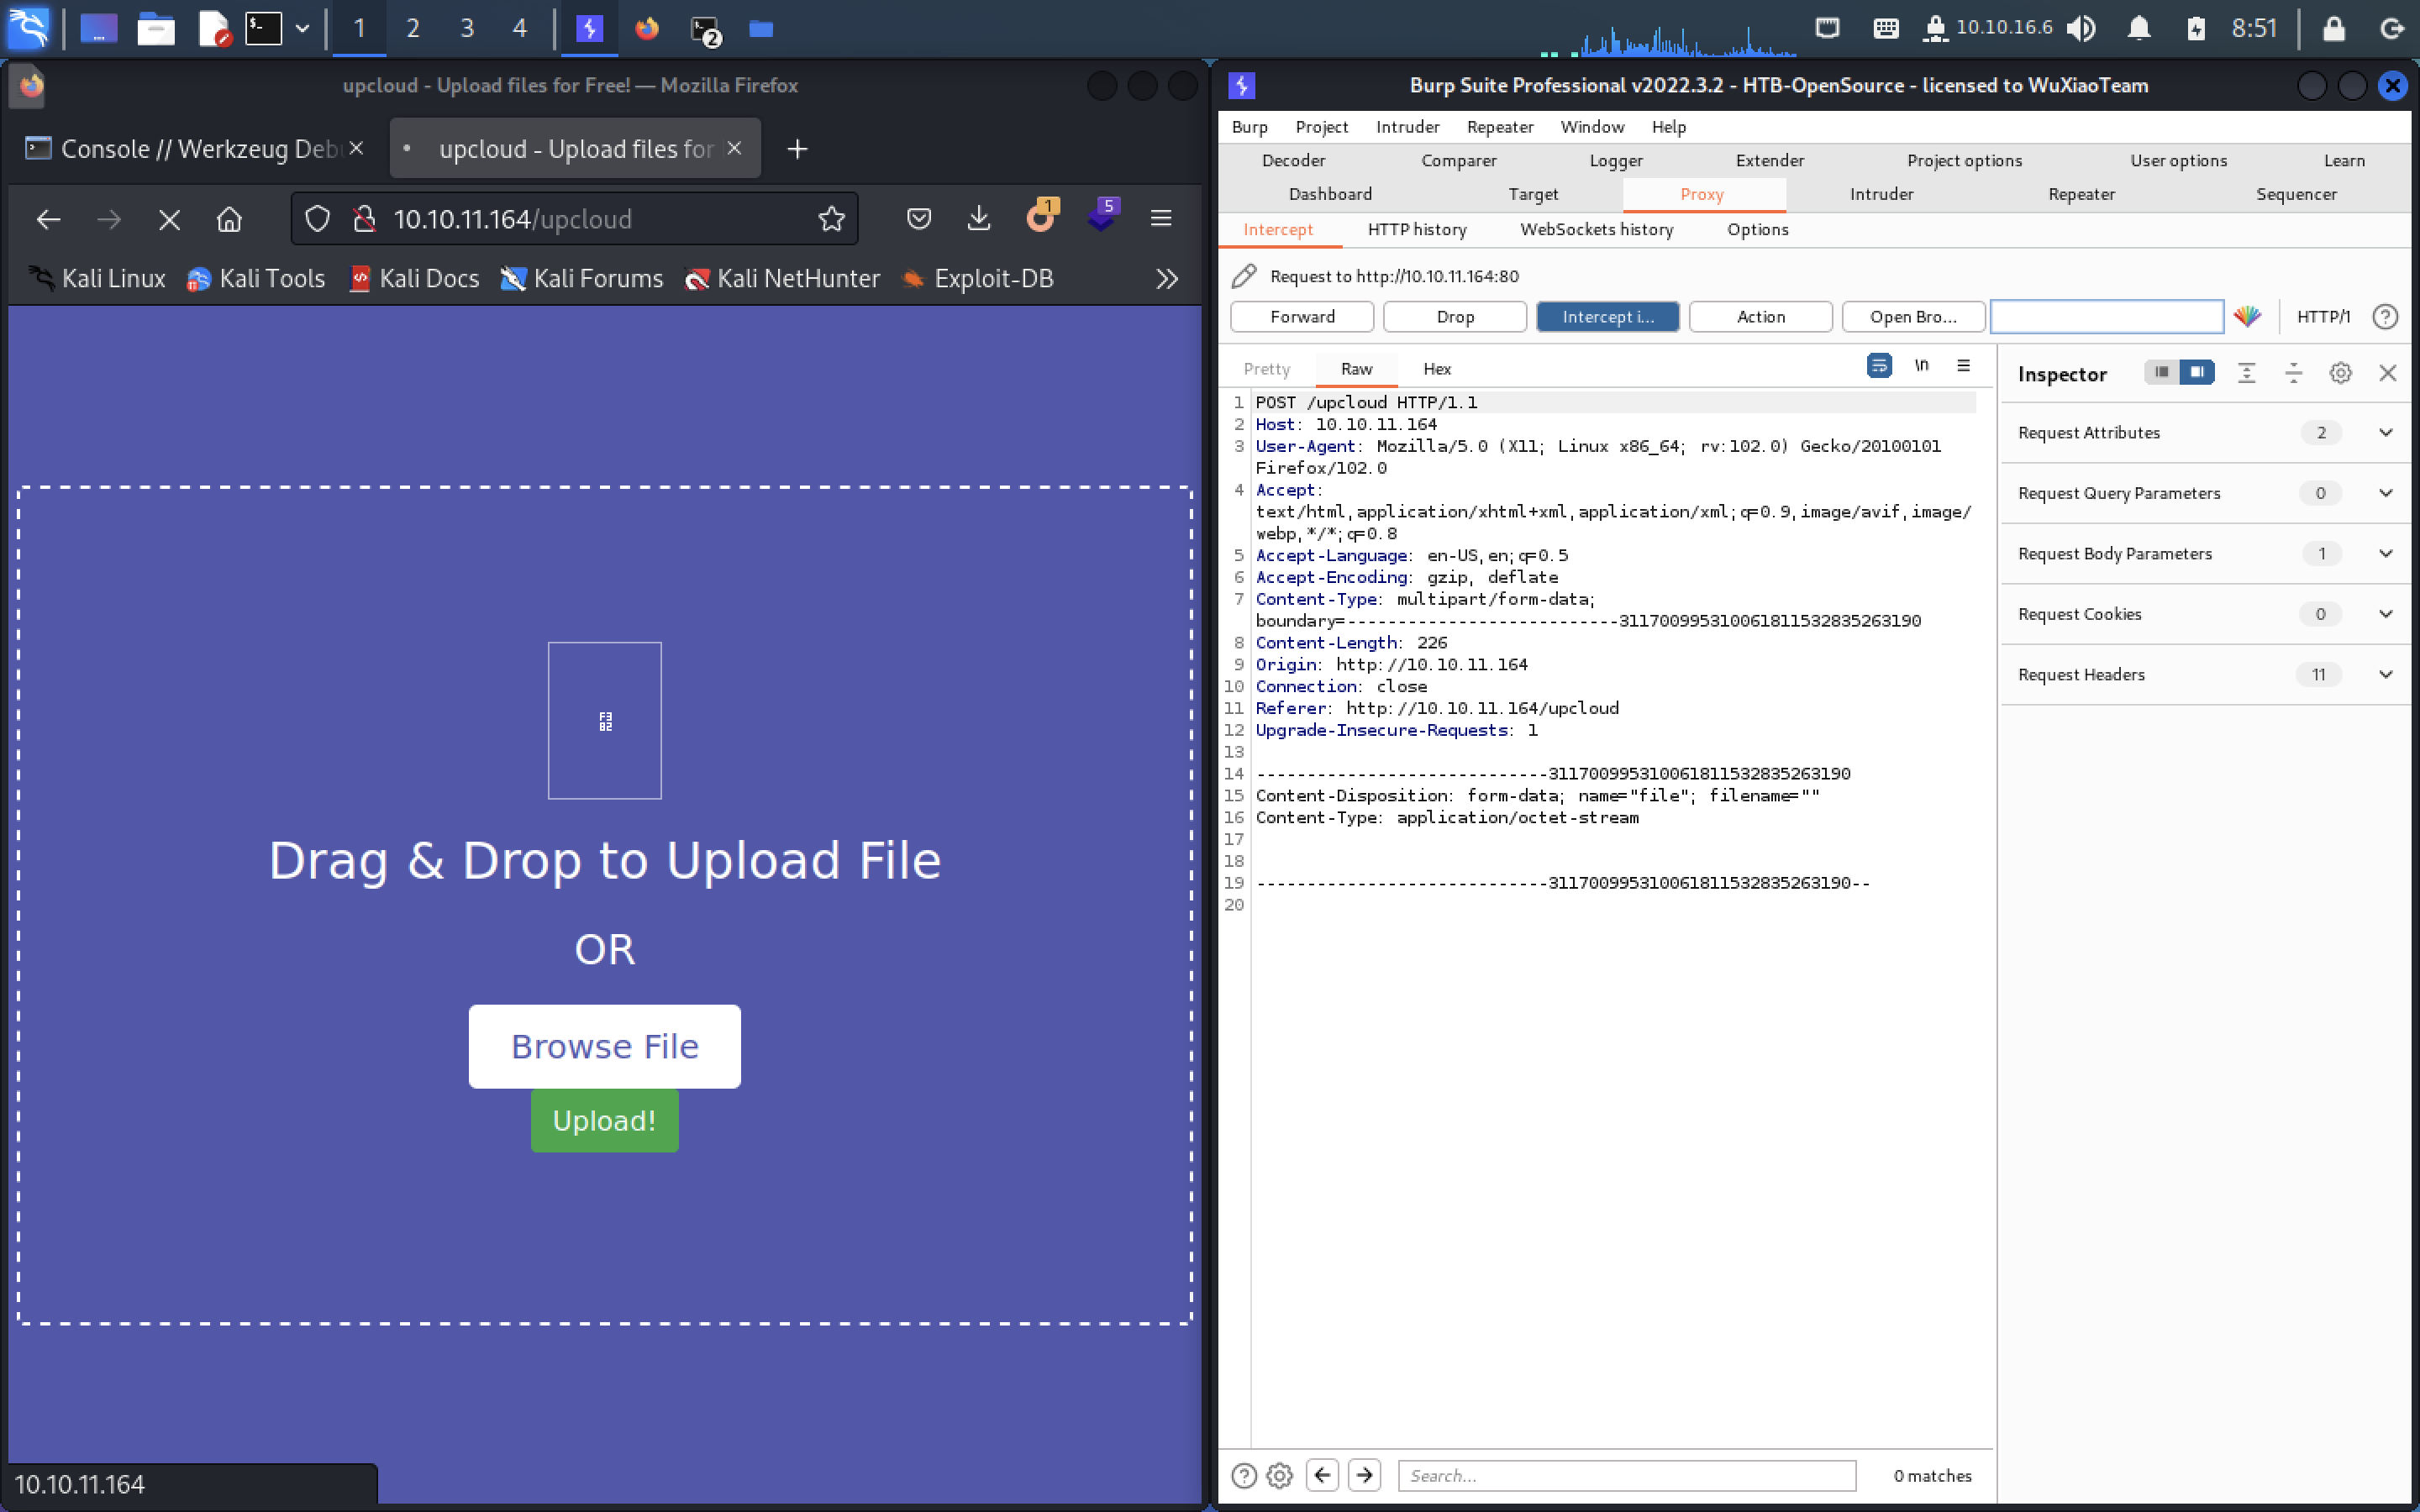 1 2 3 4 2 10.10.16.6 8:51
upcloud - Upload files for Free! — Mozilla Firefox
Console // Werkzeug Deb
upcloud - Upload files for
10.10.11.164/upcloud
1
5
Kali Linux Kali Tools Kali Docs Kali Forums Kali NetHunter Exploit-DB
F3
82
Drag & Drop to Upload File
OR
Browse File
Upload!
10.10.11.164
Burp Suite Professional v2022.3.2 - HTB-OpenSource - licensed to WuXiaoTeam
Burp Project Intruder Repeater Window Help
Decoder Comparer Logger Extender Project options User options Learn
Dashboard Target Proxy Intruder Repeater Sequencer
Intercept HTTP history WebSockets history Options
Request to http://10.10.11.164:80
Forward Drop Intercept i... Action Open Bro... HTTP/1 ?
Pretty Raw Hex \n
1 POST /upcloud HTTP/1.1
2 Host: 10.10.11.164
3 User-Agent: Mozilla/5.0 (X11; Linux x86_64; rv:102.0) Gecko/20100101
Firefox/102.0
4 Accept:
text/html,application/xhtml+xml,application/xml;q=0.9,image/avif,image/
webp,*/*;q=0.8
5 Accept-Language: en-US,en;q=0.5
6 Accept-Encoding: gzip, deflate
7 Content-Type: multipart/form-data;
boundary=---------------------------311700995310061811532835263190
8 Content-Length: 226
9 Origin: http://10.10.11.164
10 Connection: close
11 Referer: http://10.10.11.164/upcloud
12 Upgrade-Insecure-Requests: 1
13
14 -----------------------------311700995310061811532835263190
15 Content-Disposition: form-data; name="file"; filename=""
16 Content-Type: application/octet-stream
17
18
19 -----------------------------311700995310061811532835263190--
20
Inspector
Request Attributes 2
Request Query Parameters 0
Request Body Parameters 1
Request Cookies 0
Request Headers 11
? Search... 0 matches